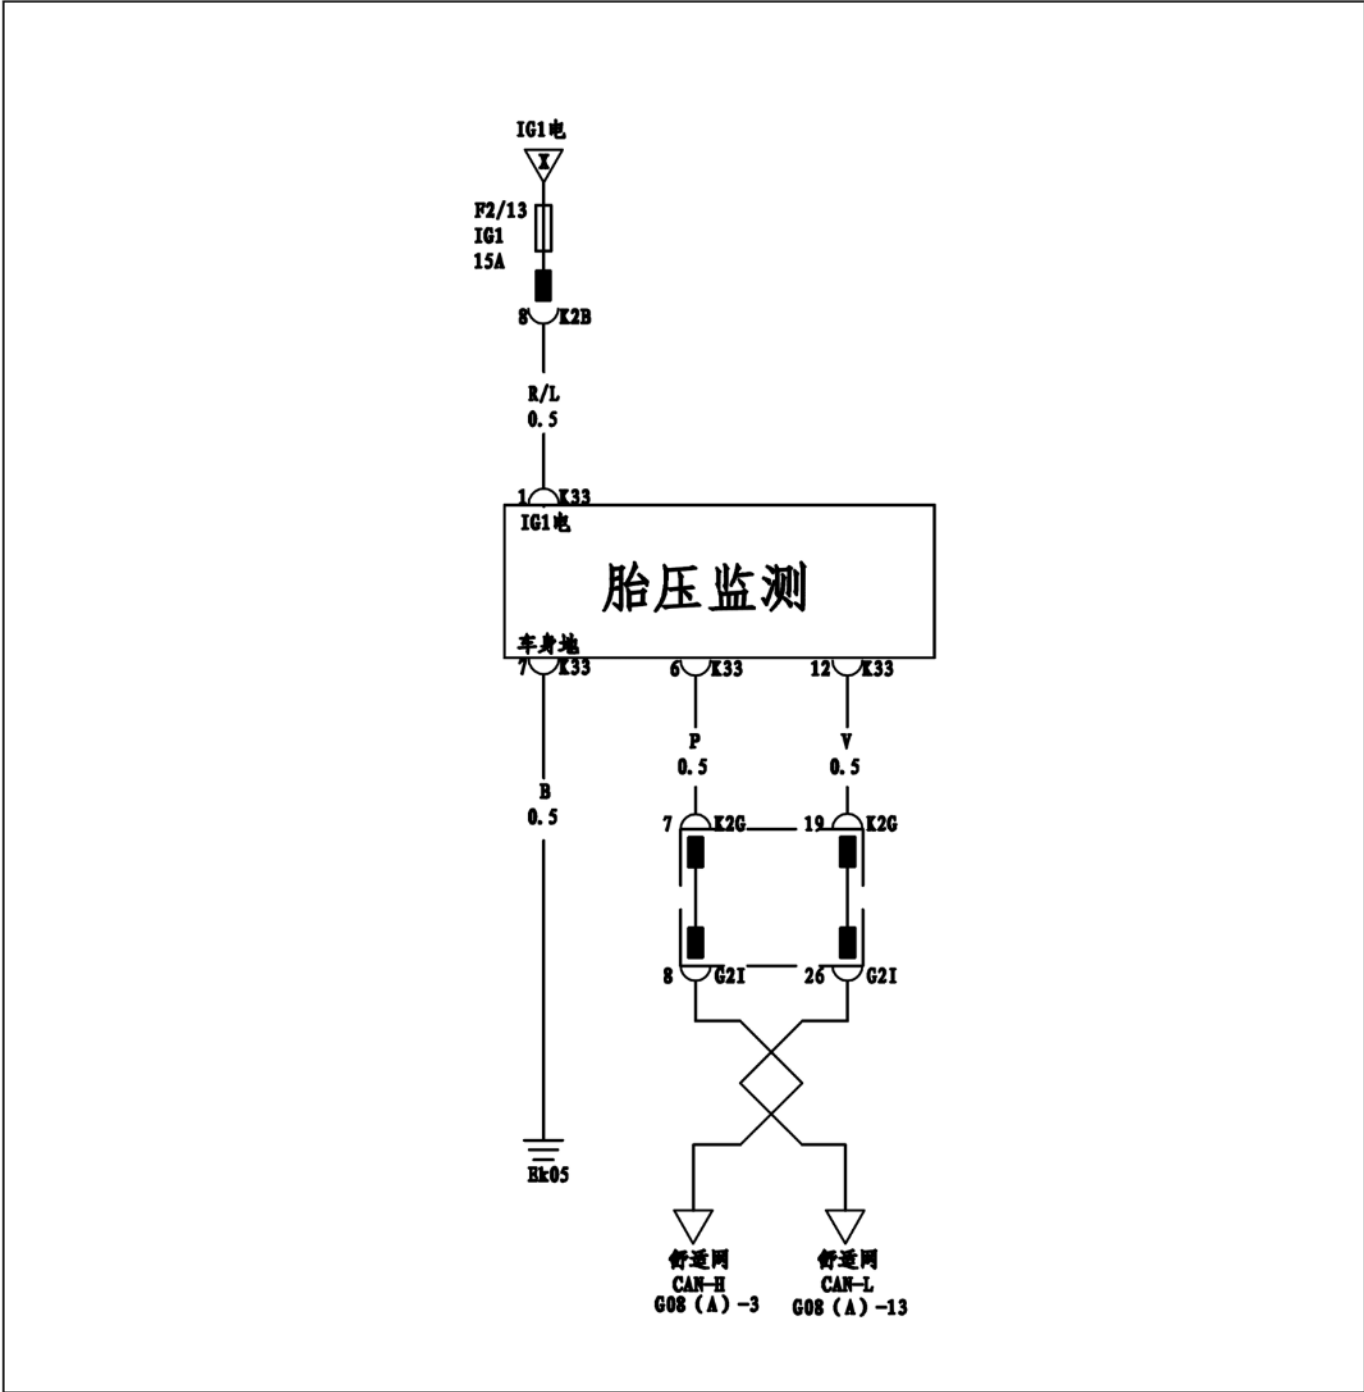 IG1电
X
F2/13
IG1
15A
8 K2B
R/L
0.5
1 K33
IG1电
胎压监测
车身地
7 K33 6 K33 12 K33
P V
0.5 0.5
B
0.5
7 K2G 19 K2G
8 G2I 26 G2I
Ek05
舒适网 舒适网
CAN-H CAN-L
G08(A)-3 G08(A)-13